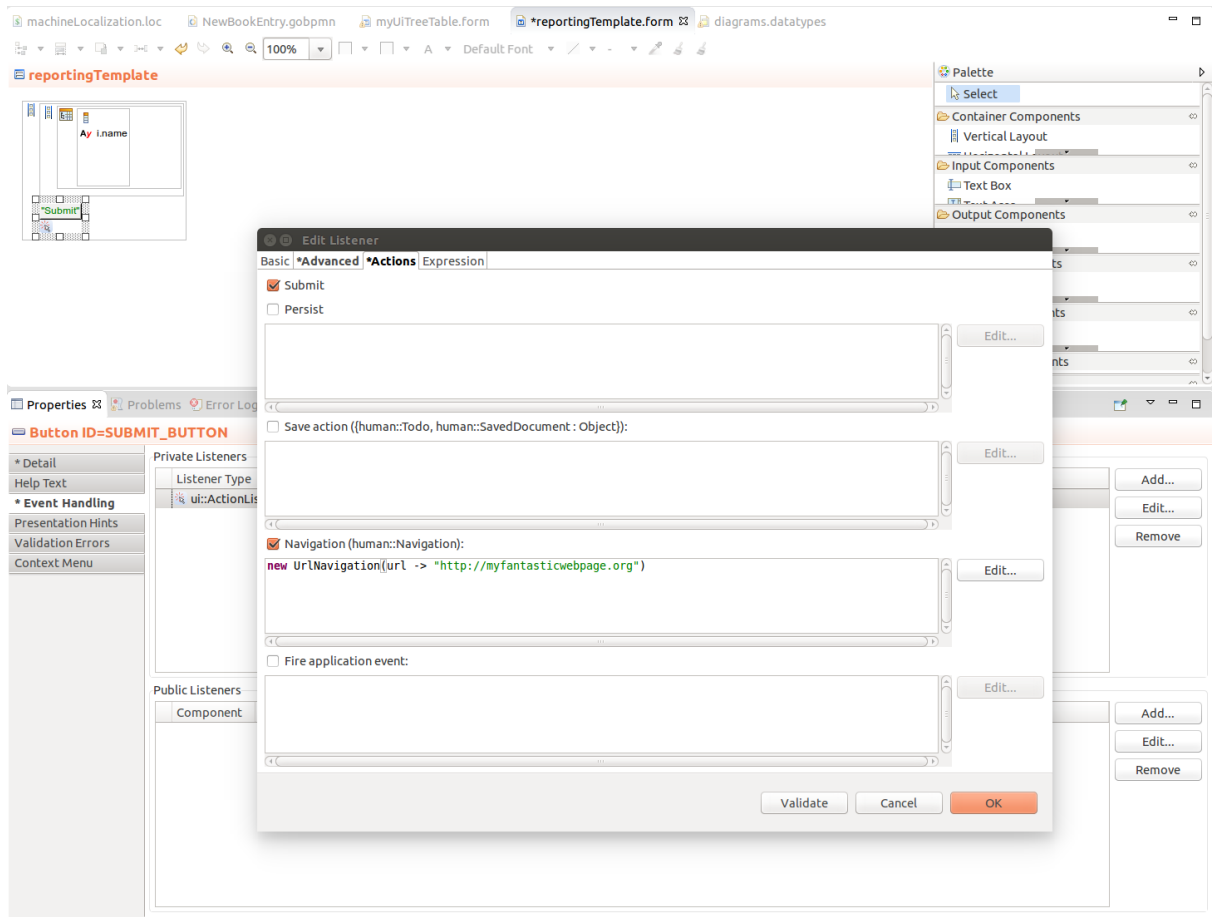 machineLocalization.loc NewBookEntry.gobpmn myUiTreeTable.form *reportingTemplate.form diagrams.datatypes
100% A Default Font
reportingTemplate
Ay i.name
"Submit"
Palette
Select
Container Components
Vertical Layout
Input Components
Text Box
Output Components
ts
nts
nts
Edit Listener
Basic *Advanced *Actions Expression
Submit
Persist
Edit...
Save action ({human::Todo, human::SavedDocument : Object}):
Edit...
Navigation (human::Navigation):
new UrlNavigation(url -> "http://myfantasticwebpage.org")
Edit...
Fire application event:
Edit...
Validate Cancel OK
Properties Problems Error Log
Button ID=SUBMIT_BUTTON
* Detail
Help Text
* Event Handling
Presentation Hints
Validation Errors
Context Menu
Private Listeners
Listener Type
ui::ActionLis
Add...
Edit...
Remove
Public Listeners
Component
Add...
Edit...
Remove